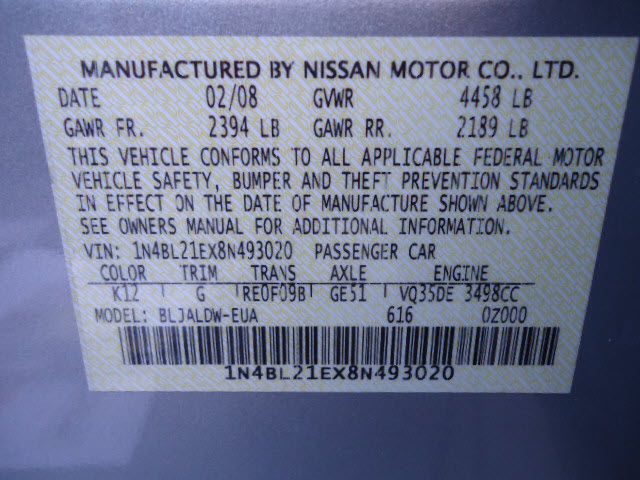 MANUFACTURED BY NISSAN MOTOR CO., LTD.
DATE 02/08 GVWR 4458 LB
GAWR FR. 2394 LB GAWR RR. 2189 LB
THIS VEHICLE CONFORMS TO ALL APPLICABLE FEDERAL MOTOR
VEHICLE SAFETY, BUMPER AND THEFT PREVENTION STANDARDS
IN EFFECT ON THE DATE OF MANUFACTURE SHOWN ABOVE.
SEE OWNERS MANUAL FOR ADDITIONAL INFORMATION.
VIN: 1N4BL21EX8N493020 PASSENGER CAR
COLOR TRIM TRANS AXLE ENGINE
K12 G RE0F09B GE51 VQ35DE 3498CC
MODEL: BLJALDW-EUA 616 0Z000
1N4BL21EX8N493020